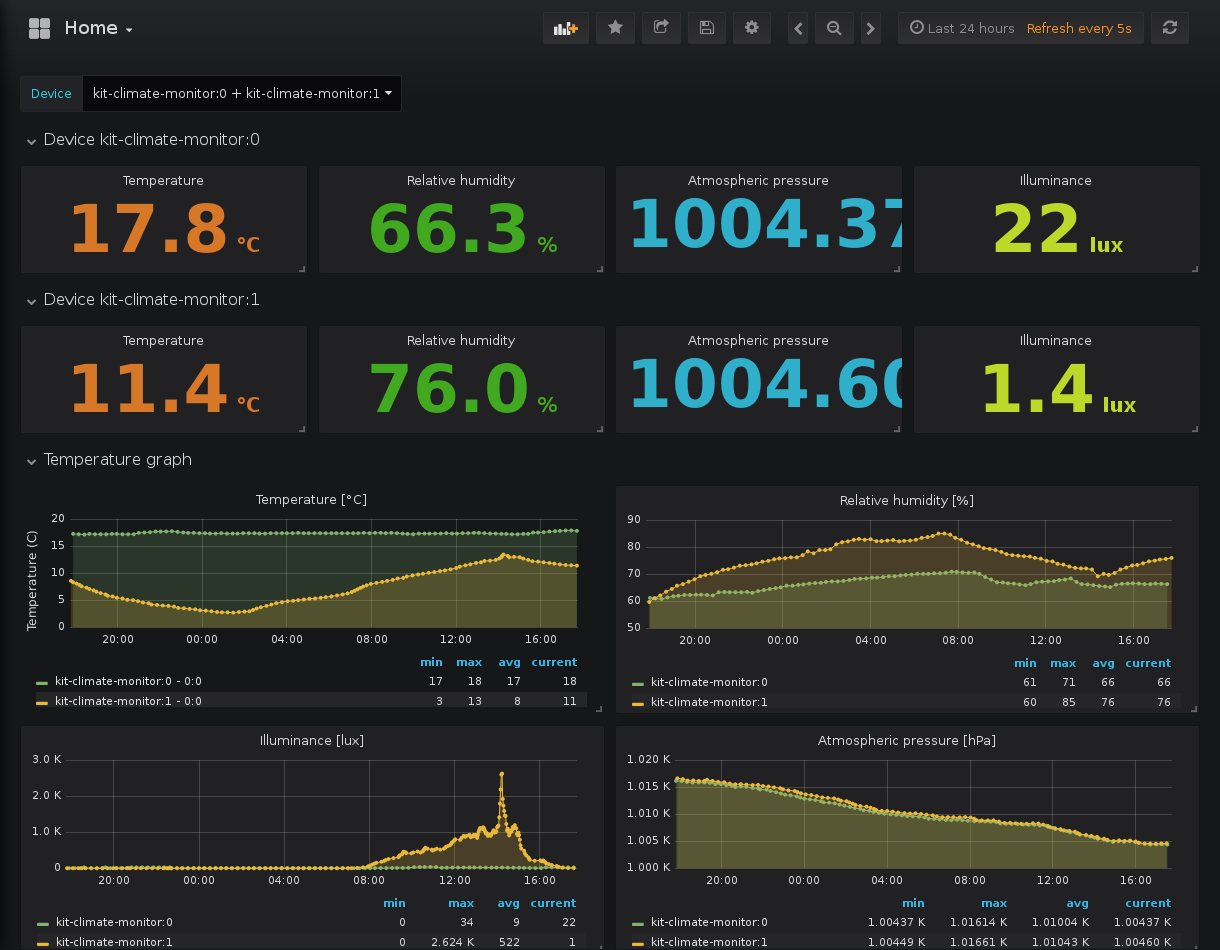 Home
Last 24 hours Refresh every 5s
Device kit-climate-monitor:0 + kit-climate-monitor:1
Device kit-climate-monitor:0
Temperature Relative humidity Atmospheric pressure Illuminance
17.8 °C 66.3 % 1004.37 22 lux
Device kit-climate-monitor:1
Temperature Relative humidity Atmospheric pressure Illuminance
11.4 °C 76.0 % 1004.60 1.4 lux
Temperature graph
Temperature [°C]
Temperature (C)
20
15
10
5
0
20:00 00:00 04:00 08:00 12:00 16:00
min max avg current
kit-climate-monitor:0 - 0:0 17 18 17 18
kit-climate-monitor:1 - 0:0 3 13 8 11
Relative humidity [%]
90
80
70
60
50
20:00 00:00 04:00 08:00 12:00 16:00
min max avg current
kit-climate-monitor:0 61 71 66 66
kit-climate-monitor:1 60 85 76 76
Illuminance [lux]
3.0 K
2.0 K
1.0 K
0
20:00 00:00 04:00 08:00 12:00 16:00
min max avg current
kit-climate-monitor:0 0 34 9 22
kit-climate-monitor:1 0 2.624 K 522 1
Atmospheric pressure [hPa]
1.020 K
1.015 K
1.010 K
1.005 K
1.000 K
20:00 00:00 04:00 08:00 12:00 16:00
min max avg current
kit-climate-monitor:0 1.00437 K 1.01614 K 1.01004 K 1.00437 K
kit-climate-monitor:1 1.00449 K 1.01661 K 1.01043 K 1.00460 K